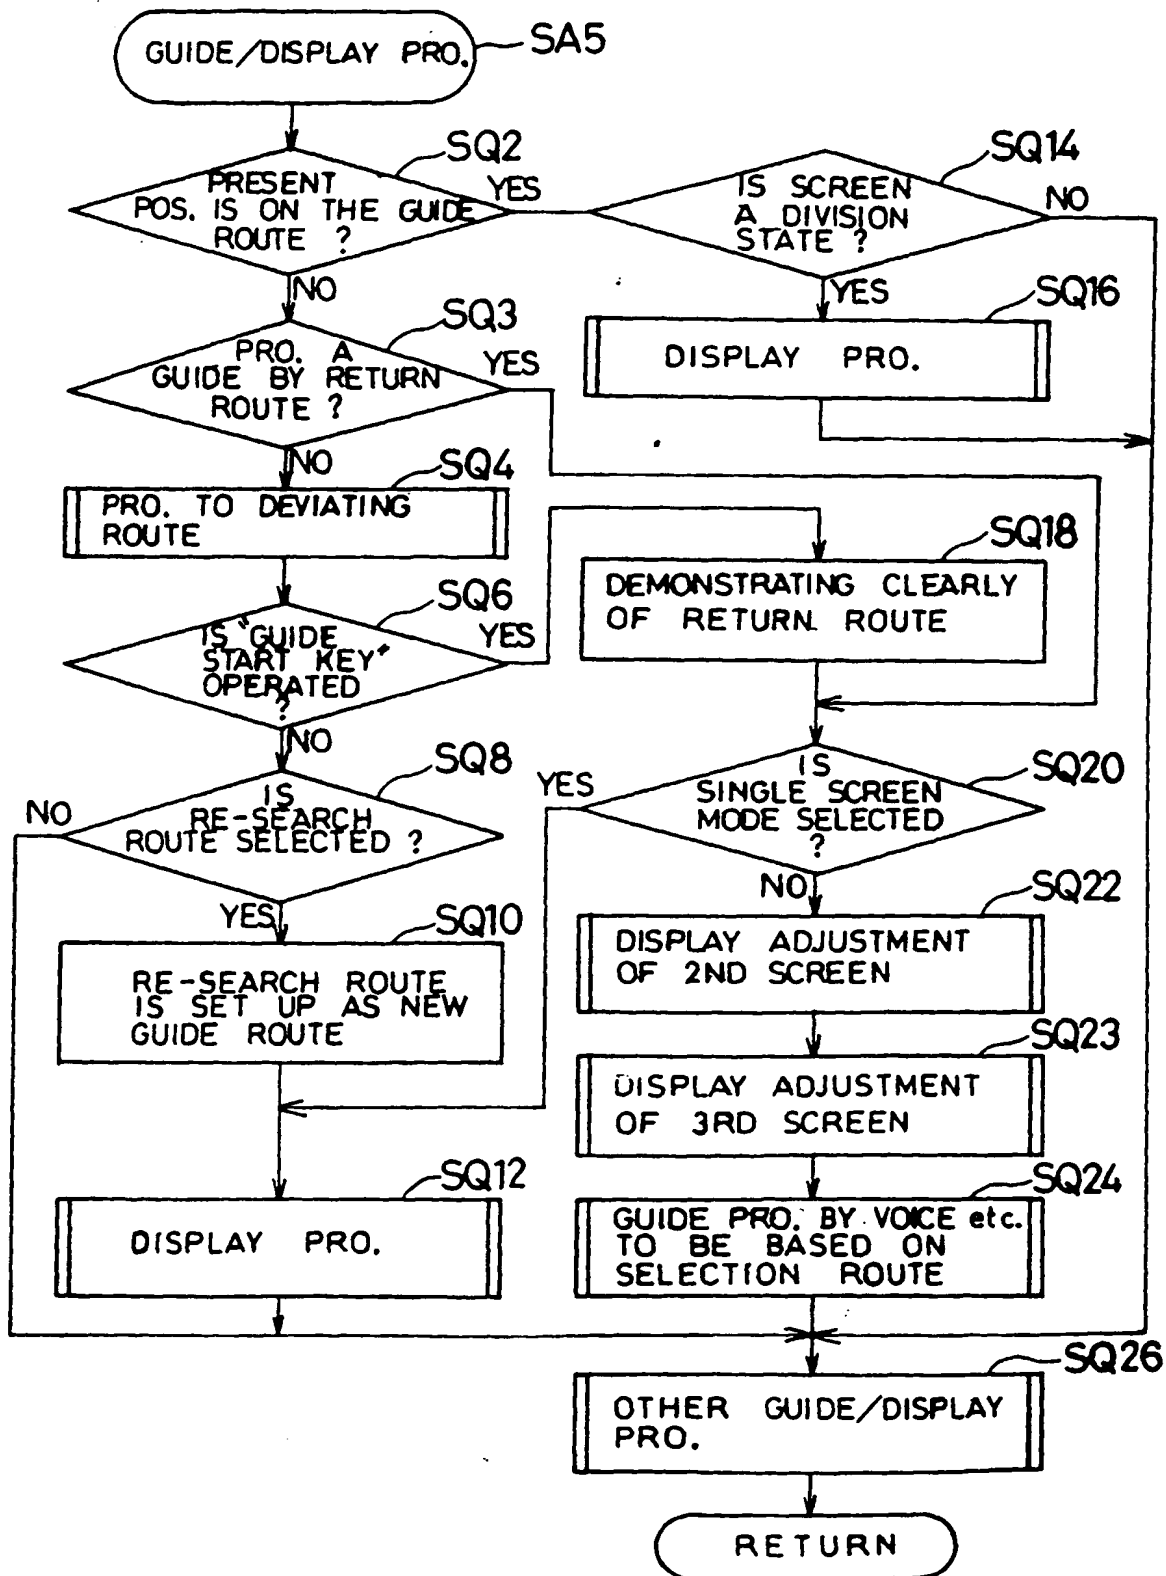 GUIDE/DISPLAY PRO.
SA5
SQ2
PRESENT
POS. IS ON THE GUIDE
ROUTE ?
YES
NO
SQ14
IS SCREEN
A DIVISION
STATE ?
NO
YES
SQ16
DISPLAY PRO.
SQ3
PRO. A
GUIDE BY RETURN
ROUTE ?
YES
NO
SQ4
PRO. TO DEVIATING
ROUTE
SQ18
DEMONSTRATING CLEARLY
OF RETURN ROUTE
SQ6
IS "GUIDE
START KEY"
OPERATED
?
YES
NO
SQ8
IS
RE-SEARCH
ROUTE SELECTED ?
NO
YES
SQ20
IS
SINGLE SCREEN
MODE SELECTED
?
YES
NO
SQ10
RE-SEARCH ROUTE
IS SET UP AS NEW
GUIDE ROUTE
SQ22
DISPLAY ADJUSTMENT
OF 2ND SCREEN
SQ23
DISPLAY ADJUSTMENT
OF 3RD SCREEN
SQ12
DISPLAY PRO.
SQ24
GUIDE PRO. BY VOICE etc.
TO BE BASED ON
SELECTION ROUTE
SQ26
OTHER GUIDE/DISPLAY
PRO.
RETURN